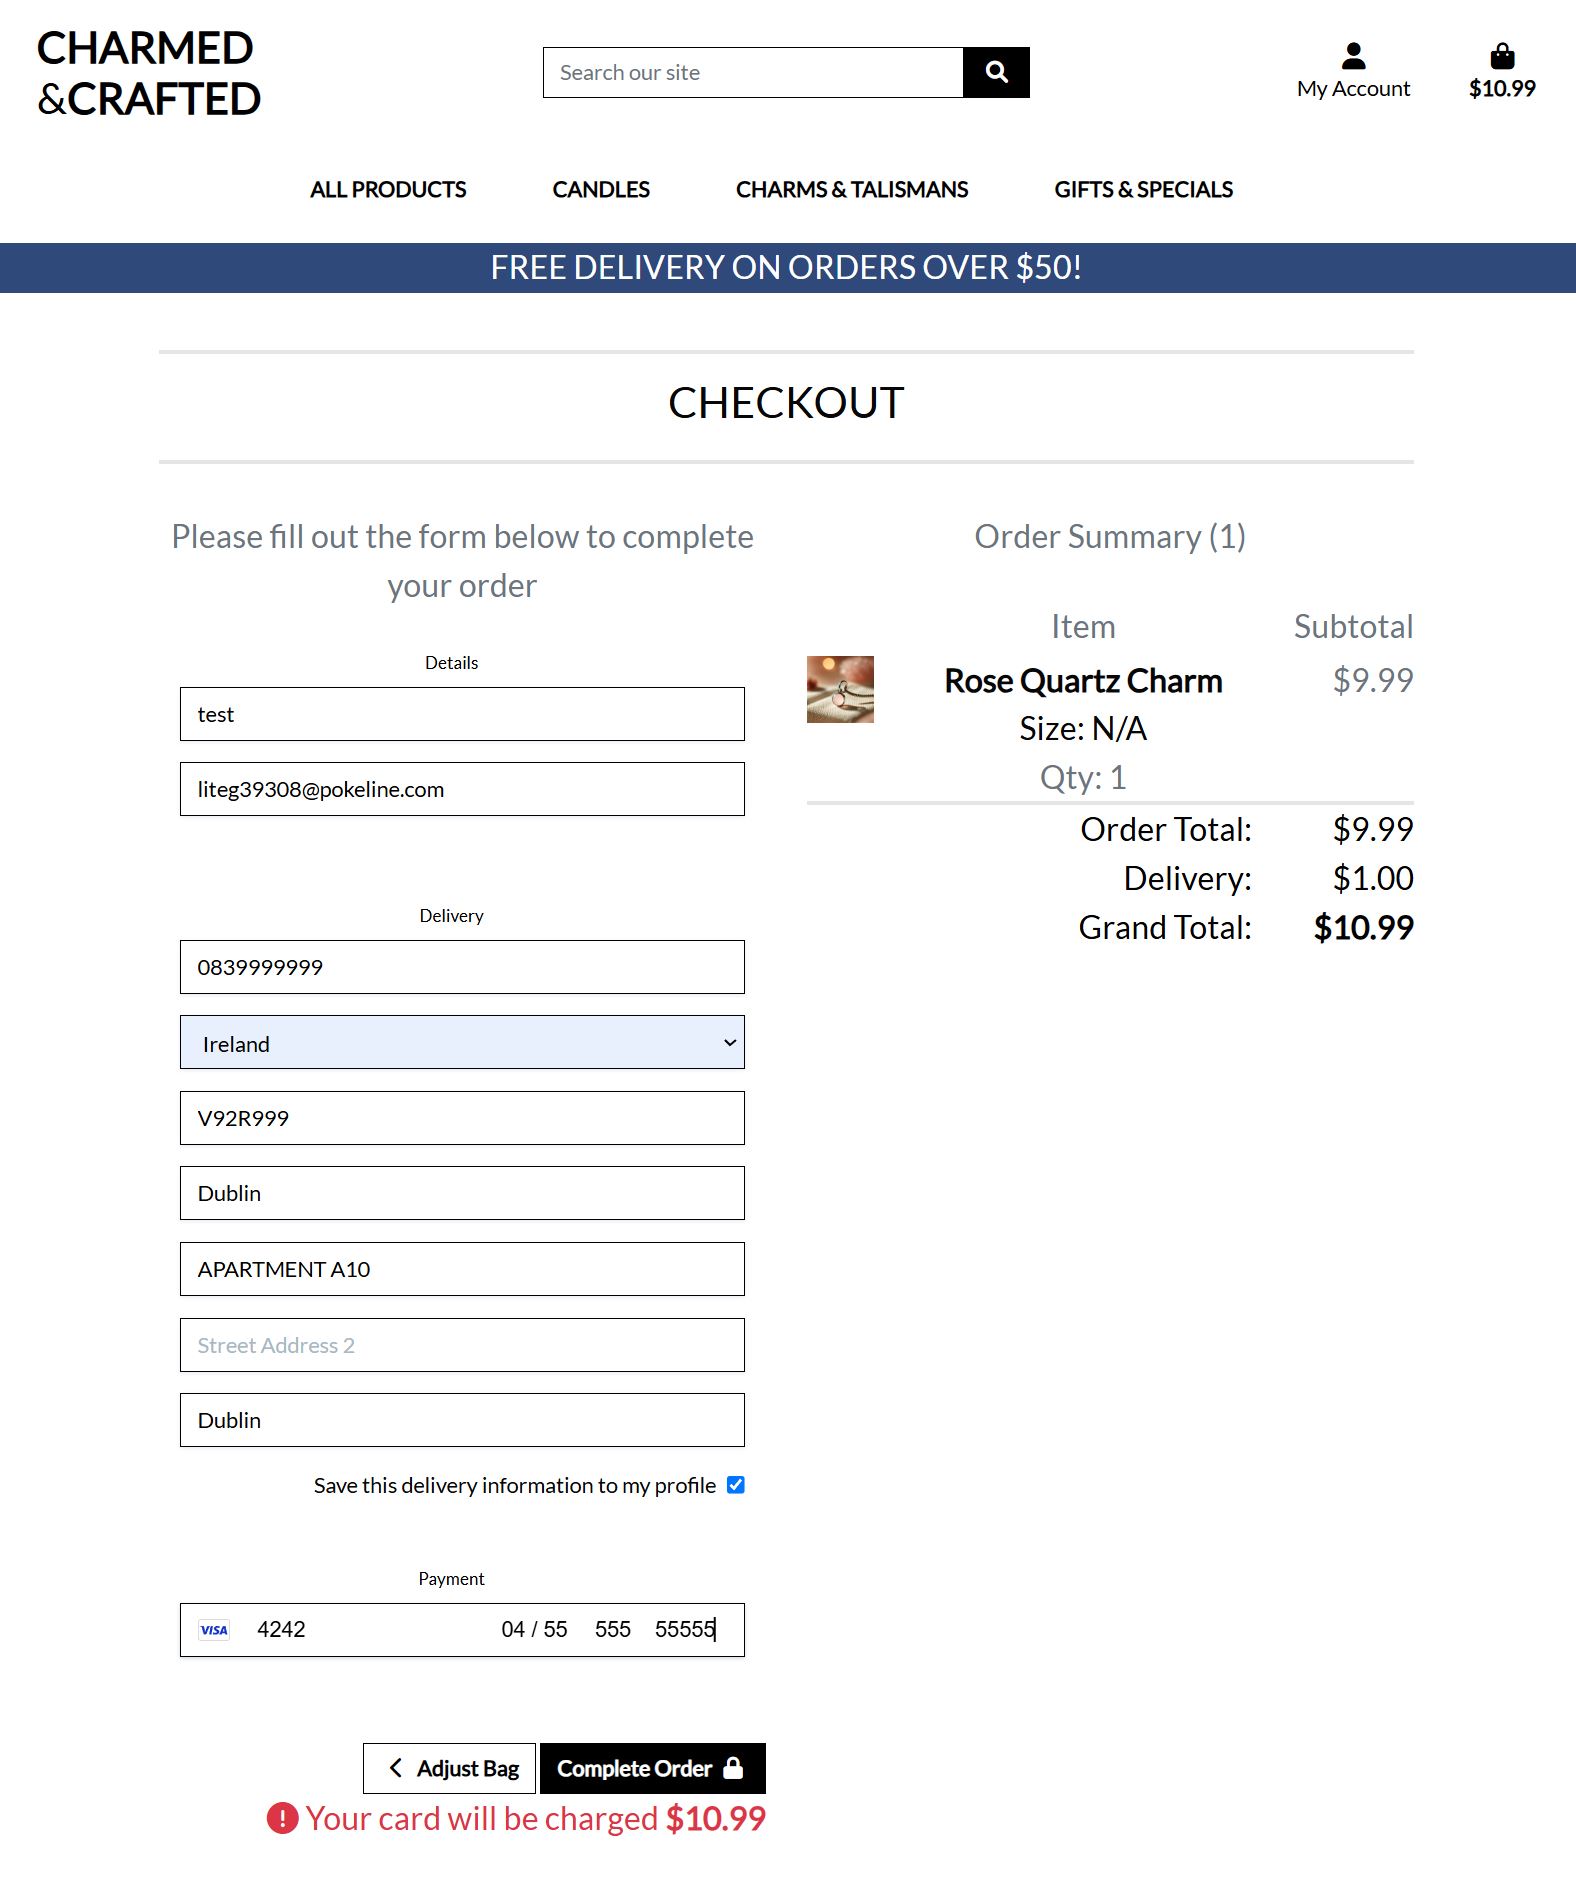 CHARMED
&CRAFTED
Search our site
My Account
$10.99
ALL PRODUCTS
CANDLES
CHARMS & TALISMANS
GIFTS & SPECIALS
FREE DELIVERY ON ORDERS OVER $50!
CHECKOUT
Please fill out the form below to complete
your order
Details
test
liteg39308@pokeline.com
Delivery
0839999999
Ireland
V92R999
Dublin
APARTMENT A10
Street Address 2
Dublin
Save this delivery information to my profile
Payment
VISA 4242 04 / 55 555 55555
Adjust Bag
Complete Order
Your card will be charged $10.99
Order Summary (1)
Item Subtotal
Rose Quartz Charm $9.99
Size: N/A
Qty: 1
Order Total: $9.99
Delivery: $1.00
Grand Total: $10.99